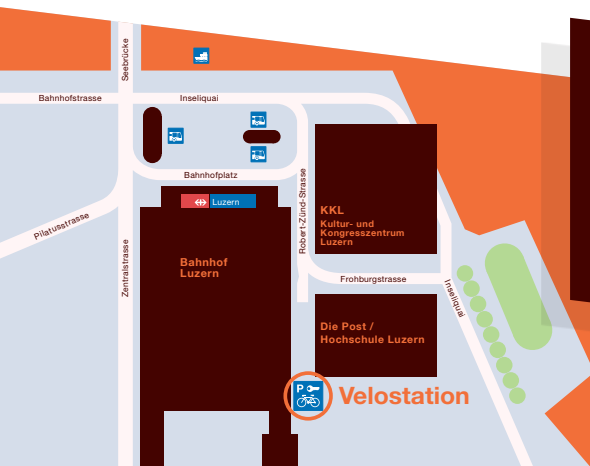 Seebrücke
Bahnhofstrasse
Inseliquai
Bahnhofplatz
Luzern
Pilatusstrasse
Zentralstrasse
Robert-Zünd-Strasse
KKL
Kultur- und
Kongresszentrum
Luzern
Bahnhof
Luzern
Frohburgstrasse
Inseliquai
Die Post /
Hochschule Luzern
P
Velostation